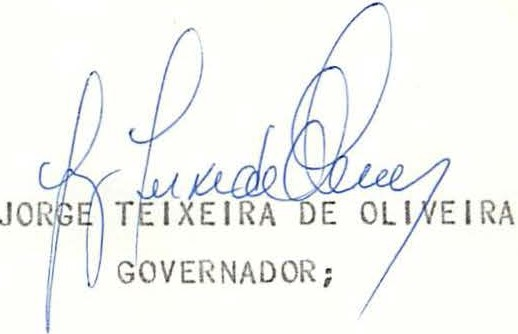 JORGE TEIXEIRA DE OLIVEIRA
GOVERNADOR;